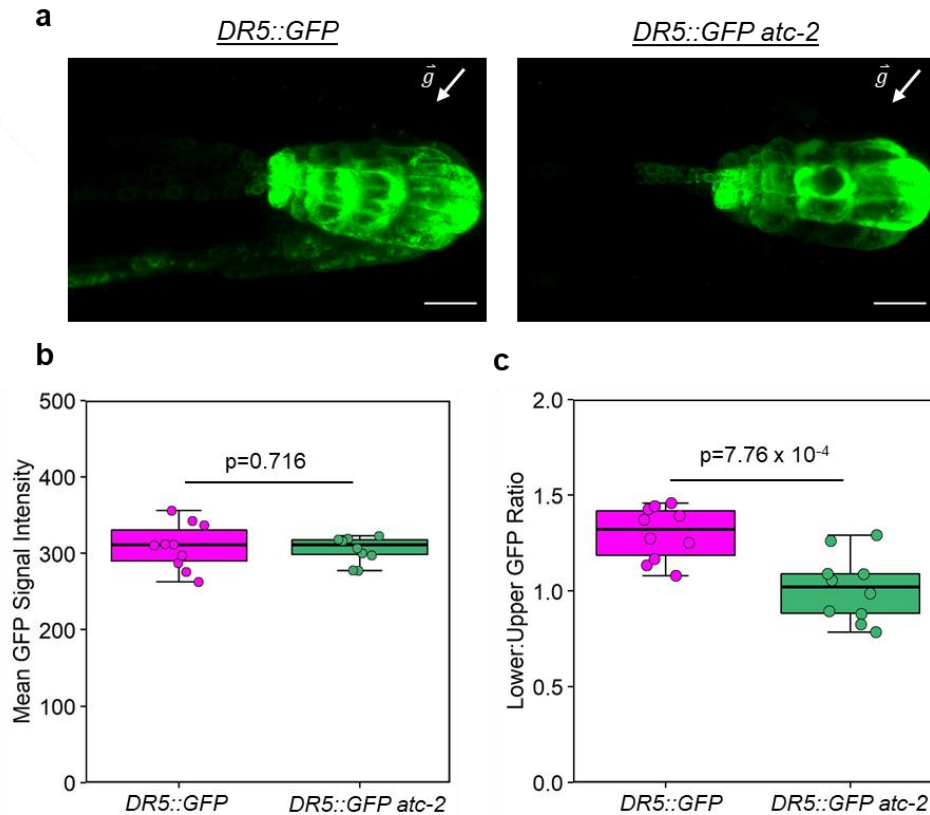 a
DR5::GFP
DR5::GFP atc-2
g
g
b
c
500
400
300
200
100
0
Mean GFP Signal Intensity
p=0.716
DR5::GFP
DR5::GFP atc-2
2.0
1.5
1.0
0.5
0.0
Lower:Upper GFP Ratio
p=7.76 x 10⁻⁴
DR5::GFP
DR5::GFP atc-2